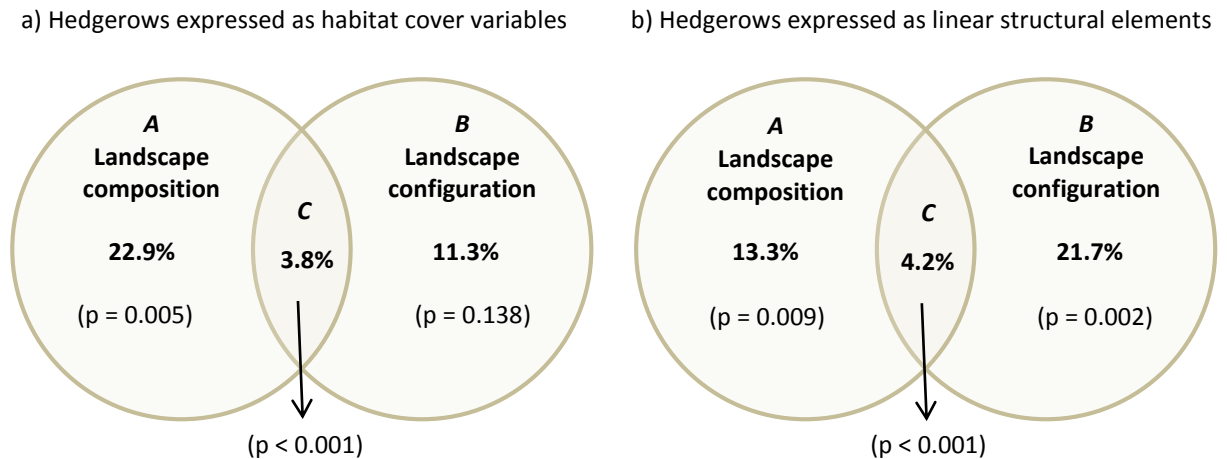 a) Hedgerows expressed as habitat cover variables
A
Landscape
composition
22.9%
(p = 0.005)
C
3.8%
(p < 0.001)
B
Landscape
configuration
11.3%
(p = 0.138)
b) Hedgerows expressed as linear structural elements
A
Landscape
composition
13.3%
(p = 0.009)
C
4.2%
(p < 0.001)
B
Landscape
configuration
21.7%
(p = 0.002)